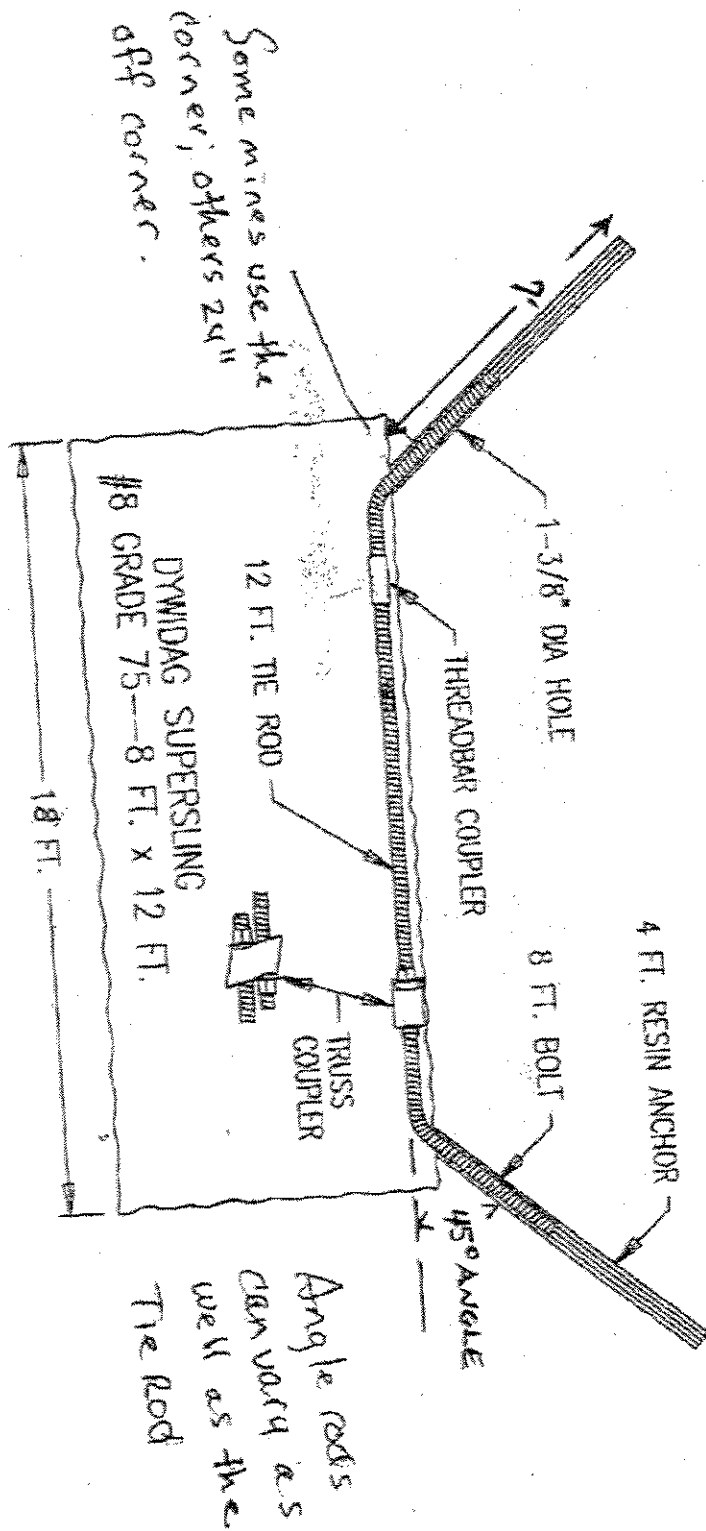 4 FT. RESIN ANCHOR
8 FT. BOLT
45° ANGLE
1-3/8" DIA HOLE
7'
THREADBAR COUPLER
12 FT. TIE ROD
TRUSS
COUPLER
DYWIDAG SUPERSLING
#8 GRADE 75—8 FT. x 12 FT.
18 FT.
Some mines use the
corner; others 24"
off corner.
Angle rods
can vary as
well as the
Tie Rod